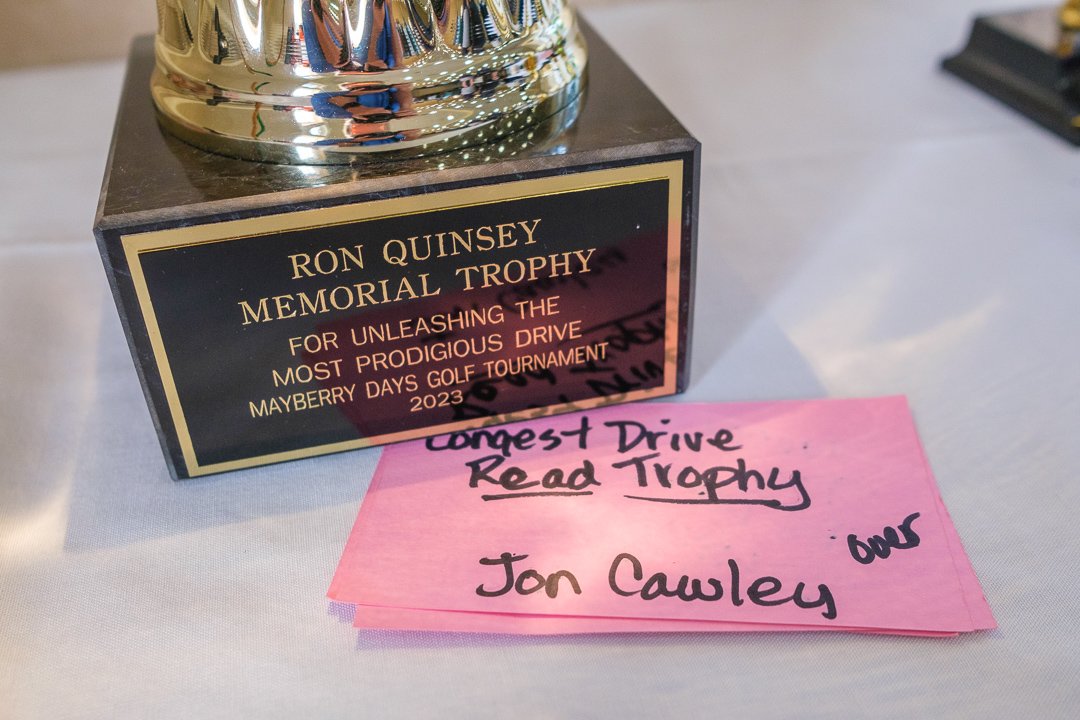 RON QUINSEY
MEMORIAL TROPHY
FOR UNLEASHING THE
MOST PRODIGIOUS DRIVE
MAYBERRY DAYS GOLF TOURNAMENT
2023
Longest Drive
Read Trophy
over
Jon Cawley